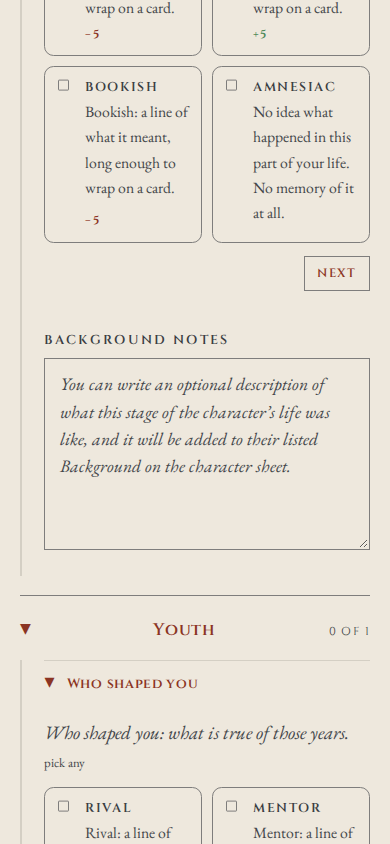 wrap on a card.
−5
wrap on a card.
+5
BOOKISH
Bookish: a line of
what it meant,
long enough to
wrap on a card.
−5
AMNESIAC
No idea what
happened in this
part of your life.
No memory of it
at all.
NEXT
BACKGROUND NOTES
You can write an optional description of
what this stage of the character’s life was
like, and it will be added to their listed
Background on the character sheet.
YOUTH
0 OF 1
WHO SHAPED YOU
Who shaped you: what is true of those years.
pick any
RIVAL
Rival: a line of
MENTOR
Mentor: a line of